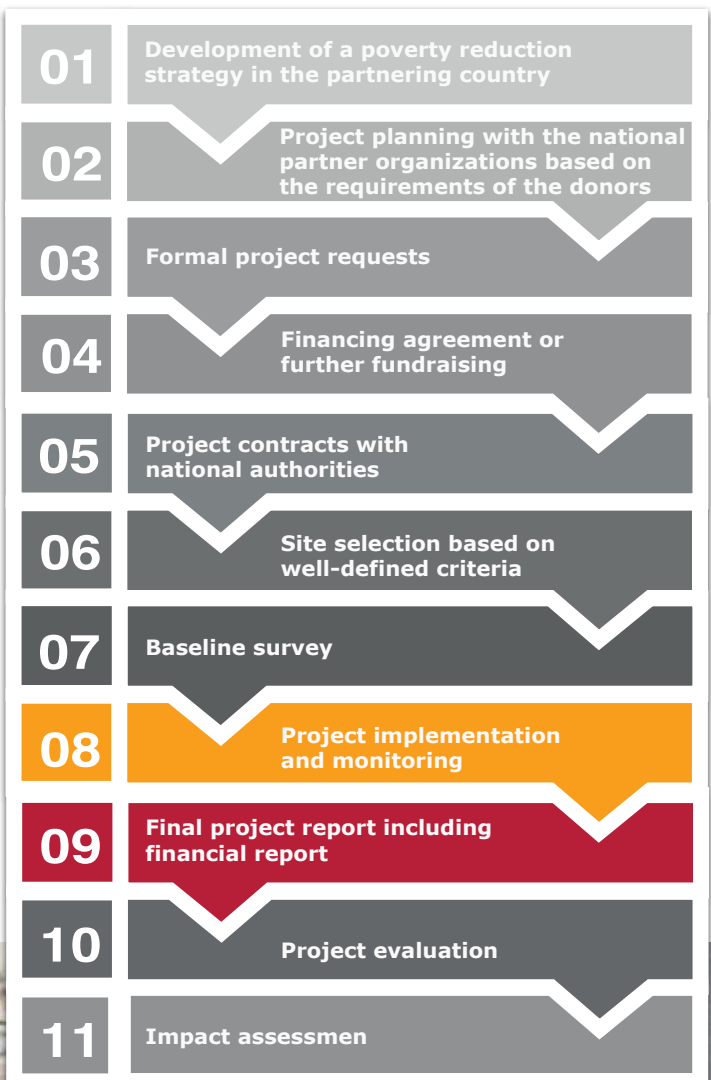 01
Development of a poverty reduction
strategy in the partnering country
02
Project planning with the national
partner organizations based on
the requirements of the donors
03
Formal project requests
04
Financing agreement or
further fundraising
05
Project contracts with
national authorities
06
Site selection based on
well-defined criteria
07
Baseline survey
08
Project implementation
and monitoring
09
Final project report including
financial report
10
Project evaluation
11
Impact assessmen